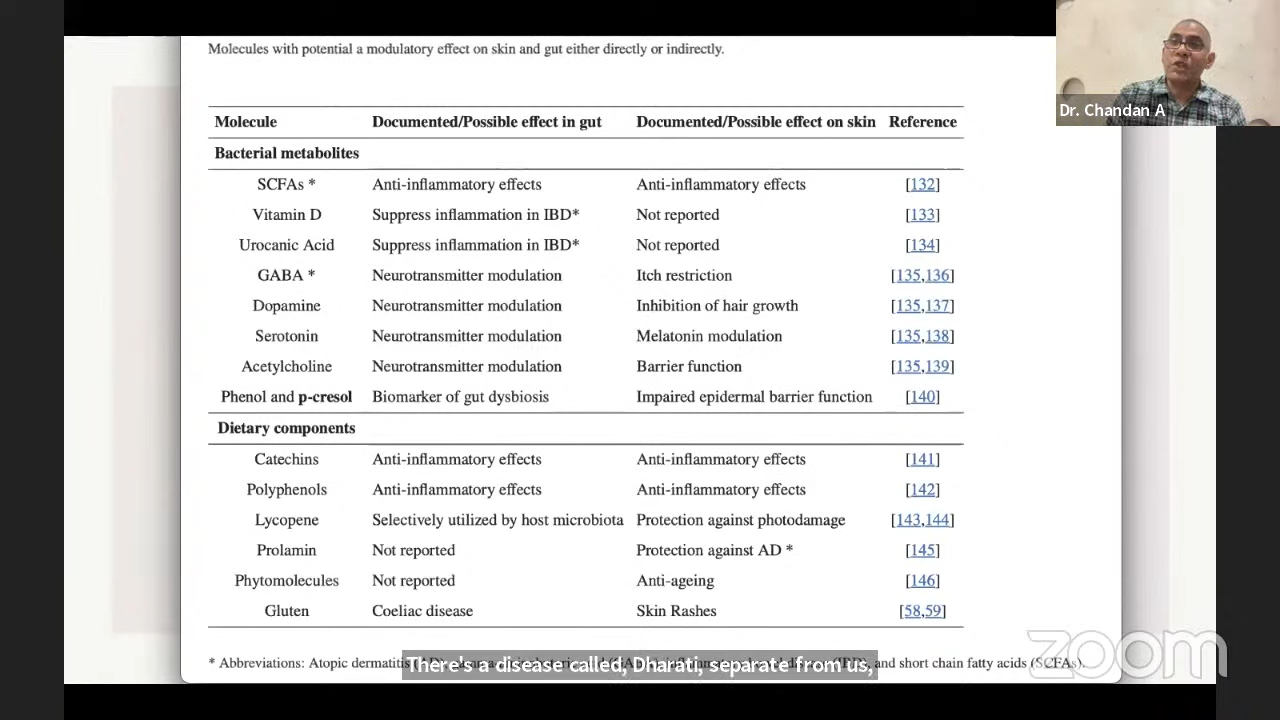 Molecules with potential a modulatory effect on skin and gut either directly or indirectly.
Dr. Chandan A
Molecule Documented/Possible effect in gut Documented/Possible effect on skin Reference
Bacterial metabolites
SCFAs * Anti-inflammatory effects Anti-inflammatory effects [132]
Vitamin D Suppress inflammation in IBD* Not reported [133]
Urocanic Acid Suppress inflammation in IBD* Not reported [134]
GABA * Neurotransmitter modulation Itch restriction [135,136]
Dopamine Neurotransmitter modulation Inhibition of hair growth [135,137]
Serotonin Neurotransmitter modulation Melatonin modulation [135,138]
Acetylcholine Neurotransmitter modulation Barrier function [135,139]
Phenol and p-cresol Biomarker of gut dysbiosis Impaired epidermal barrier function [140]
Dietary components
Catechins Anti-inflammatory effects Anti-inflammatory effects [141]
Polyphenols Anti-inflammatory effects Anti-inflammatory effects [142]
Lycopene Selectively utilized by host microbiota Protection against photodamage [143,144]
Prolamin Not reported Protection against AD * [145]
Phytomolecules Not reported Anti-ageing [146]
Gluten Coeliac disease Skin Rashes [58,59]
* Abbreviations: Atopic dermatitis and short chain fatty acids (SCFAs).
There's a disease called, Dharati, separate from us,
zoom